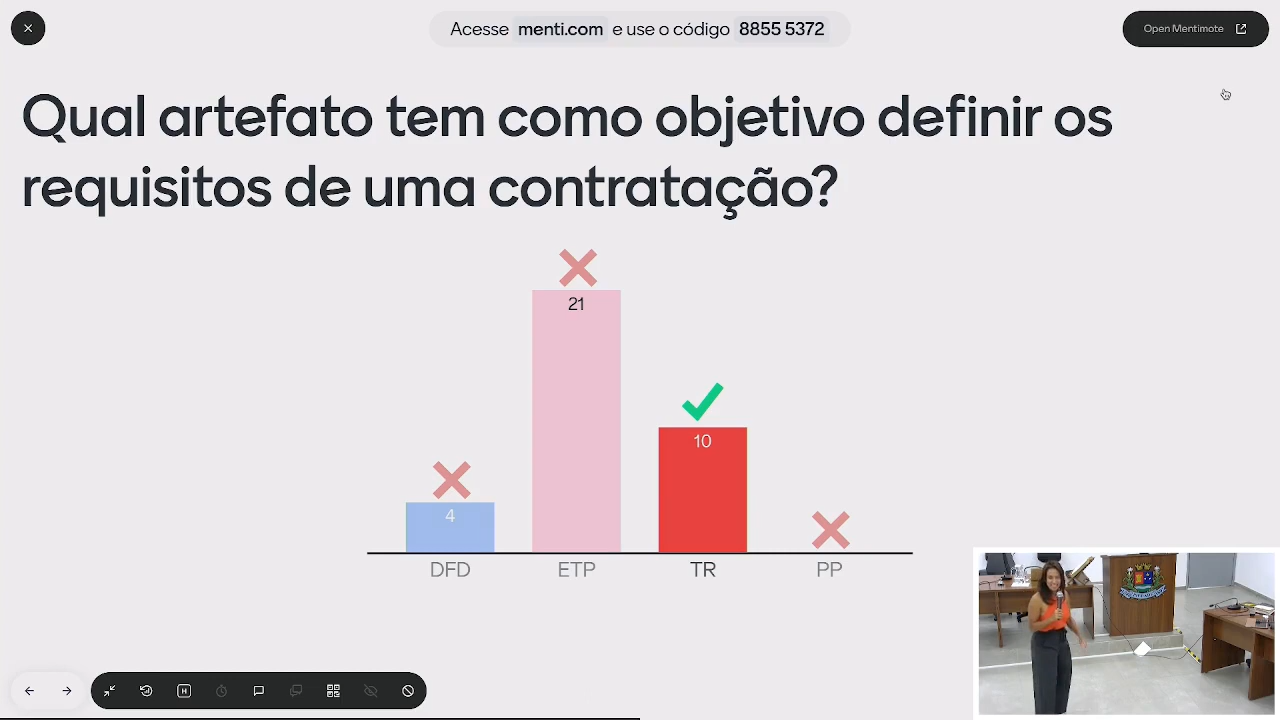 Acesse menti.com e use o código 8855 5372
Open Mentimote
Qual artefato tem como objetivo definir os
requisitos de uma contratação?
4
21
10
DFD
ETP
TR
PP
H